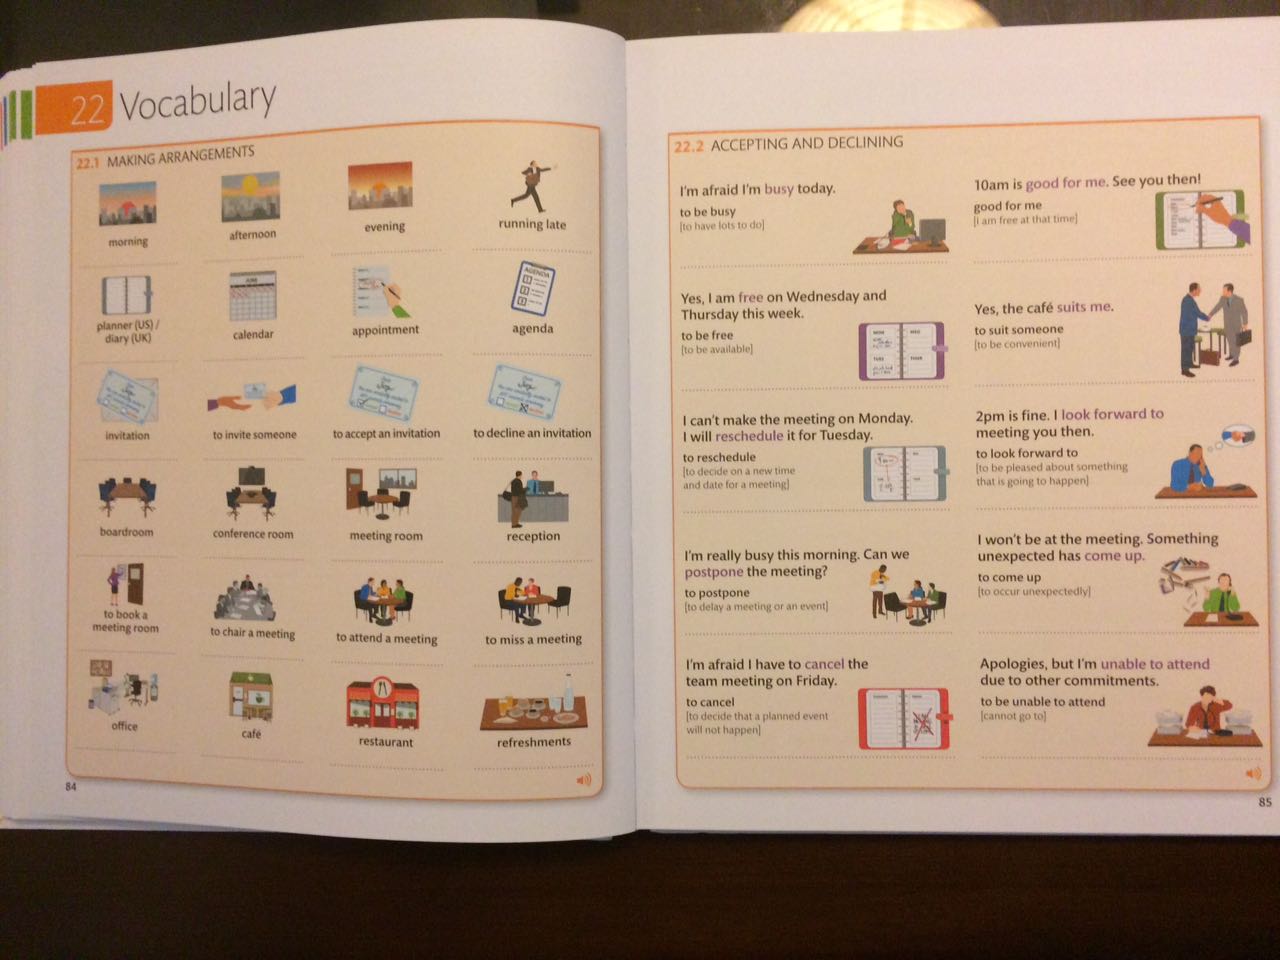 22 Vocabulary
22.1 MAKING ARRANGEMENTS
morning
afternoon
evening
running late
planner (US) /
diary (UK)
calendar
appointment
AGENDA
agenda
invitation
to invite someone
to accept an invitation
to decline an invitation
boardroom
conference room
meeting room
reception
to book a
meeting room
to chair a meeting
to attend a meeting
to miss a meeting
office
café
restaurant
refreshments
84
22.2 ACCEPTING AND DECLINING
I'm afraid I'm busy today.
to be busy
[to have lots to do]
10am is good for me. See you then!
good for me
[I am free at that time]
Yes, I am free on Wednesday and
Thursday this week.
to be free
[to be available]
Yes, the café suits me.
to suit someone
[to be convenient]
I can't make the meeting on Monday.
I will reschedule it for Tuesday.
to reschedule
[to decide on a new time
and date for a meeting]
2pm is fine. I look forward to
meeting you then.
to look forward to
[to be pleased about something
that is going to happen]
I'm really busy this morning. Can we
postpone the meeting?
to postpone
[to delay a meeting or an event]
I won't be at the meeting. Something
unexpected has come up.
to come up
[to occur unexpectedly]
I'm afraid I have to cancel the
team meeting on Friday.
to cancel
[to decide that a planned event
will not happen]
Apologies, but I'm unable to attend
due to other commitments.
to be unable to attend
[cannot go to]
85